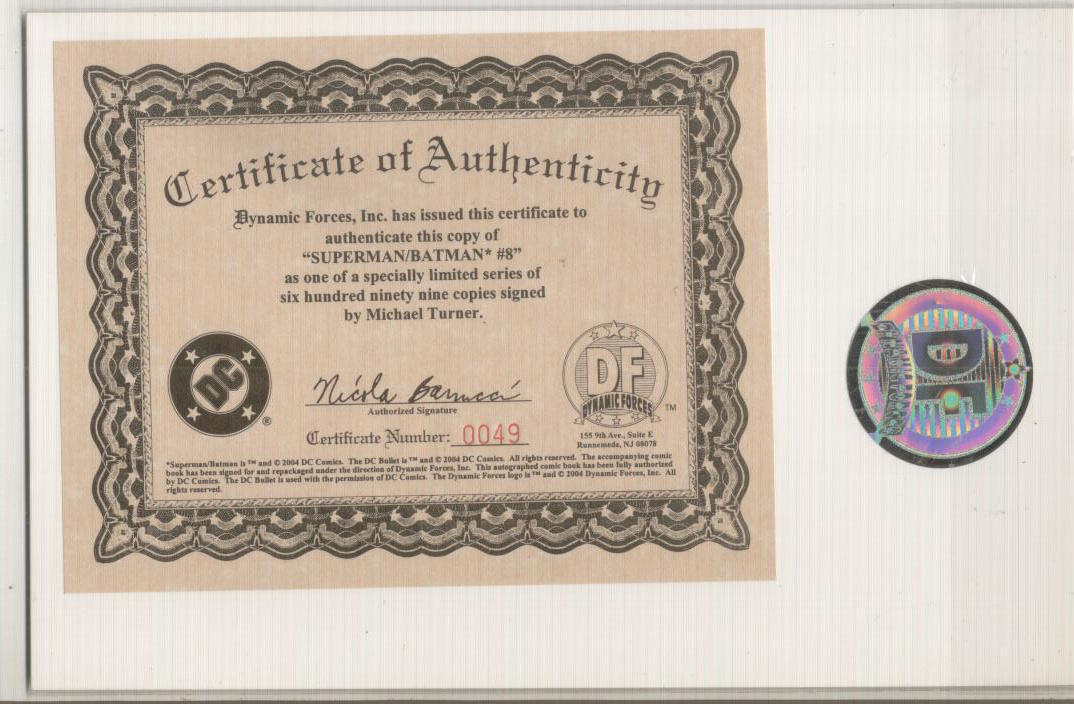 Certificate of Authenticity
Dynamic Forces, Inc. has issued this certificate to
authenticate this copy of
“SUPERMAN/BATMAN* #8”
as one of a specially limited series of
six hundred ninety nine copies signed
by Michael Turner.
DC
®
Nicola Barrucci
Authorized Signature
Certificate Number: 0049
DF
DYNAMIC FORCES
TM
155 9th Ave., Suite E
Runnemede, NJ 08078
*Superman/Batman is ™ and © 2004 DC Comics. The DC Bullet is ™ and © 2004 DC Comics. All rights reserved. The accompanying comic
book has been signed for and repackaged under the direction of Dynamic Forces, Inc. This autographed comic book has been fully authorized
by DC Comics. The DC Bullet is used with the permission of DC Comics. The Dynamic Forces logo is ™ and © 2004 Dynamic Forces, Inc. All
rights reserved.
DF